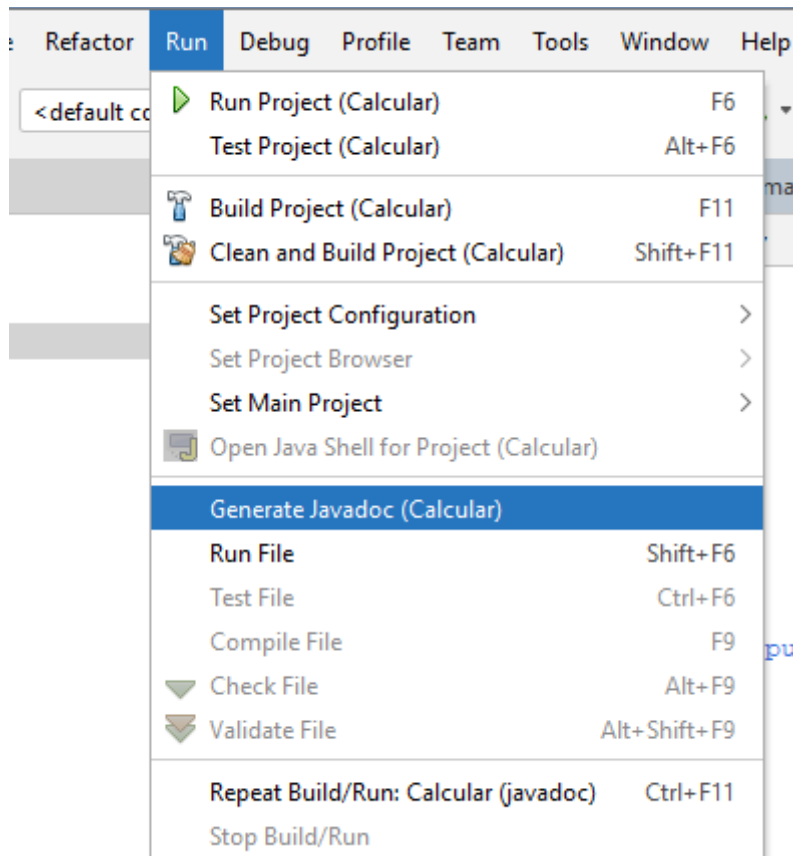 Refactor Run Debug Profile Team Tools Window Help
<default co
Run Project (Calcular) F6
Test Project (Calcular) Alt+F6
ma
Build Project (Calcular) F11
Clean and Build Project (Calcular) Shift+F11
Set Project Configuration
Set Project Browser
Set Main Project
Open Java Shell for Project (Calcular)
Generate Javadoc (Calcular)
Run File Shift+F6
Test File Ctrl+F6
Compile File F9
pu
Check File Alt+F9
Validate File Alt+Shift+F9
Repeat Build/Run: Calcular (javadoc) Ctrl+F11
Stop Build/Run